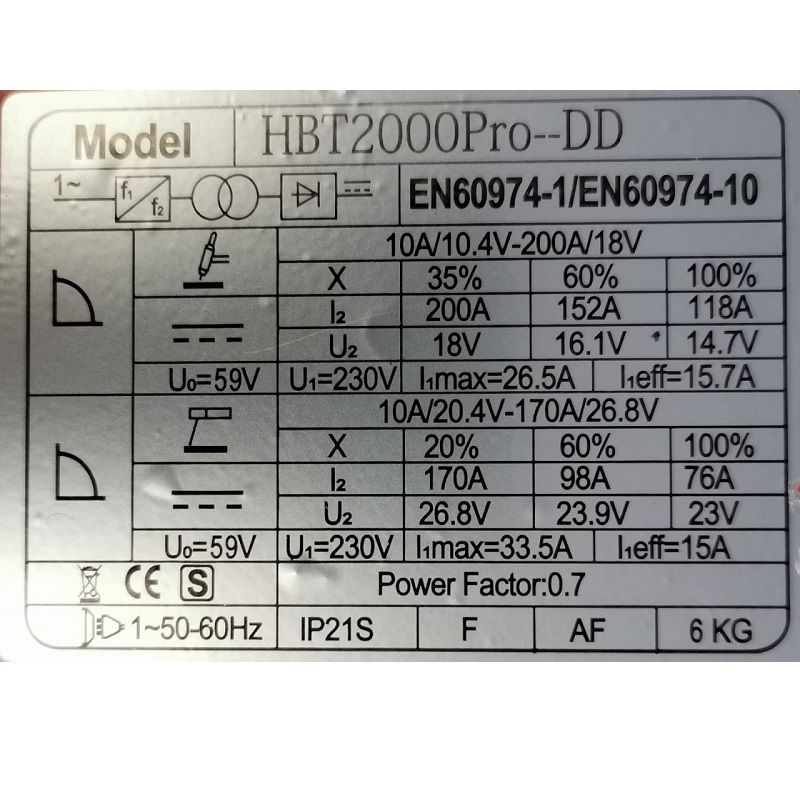 Model HBT2000Pro--DD
1~ f₁ f₂ EN60974-1/EN60974-10
10A/10.4V-200A/18V
X 35% 60% 100%
I₂ 200A 152A 118A
U₂ 18V 16.1V 14.7V
U₀=59V U₁=230V I₁max=26.5A I₁eff=15.7A
10A/20.4V-170A/26.8V
X 20% 60% 100%
I₂ 170A 98A 76A
U₂ 26.8V 23.9V 23V
U₀=59V U₁=230V I₁max=33.5A I₁eff=15A
CE S Power Factor:0.7
1~50-60Hz IP21S F AF 6 KG